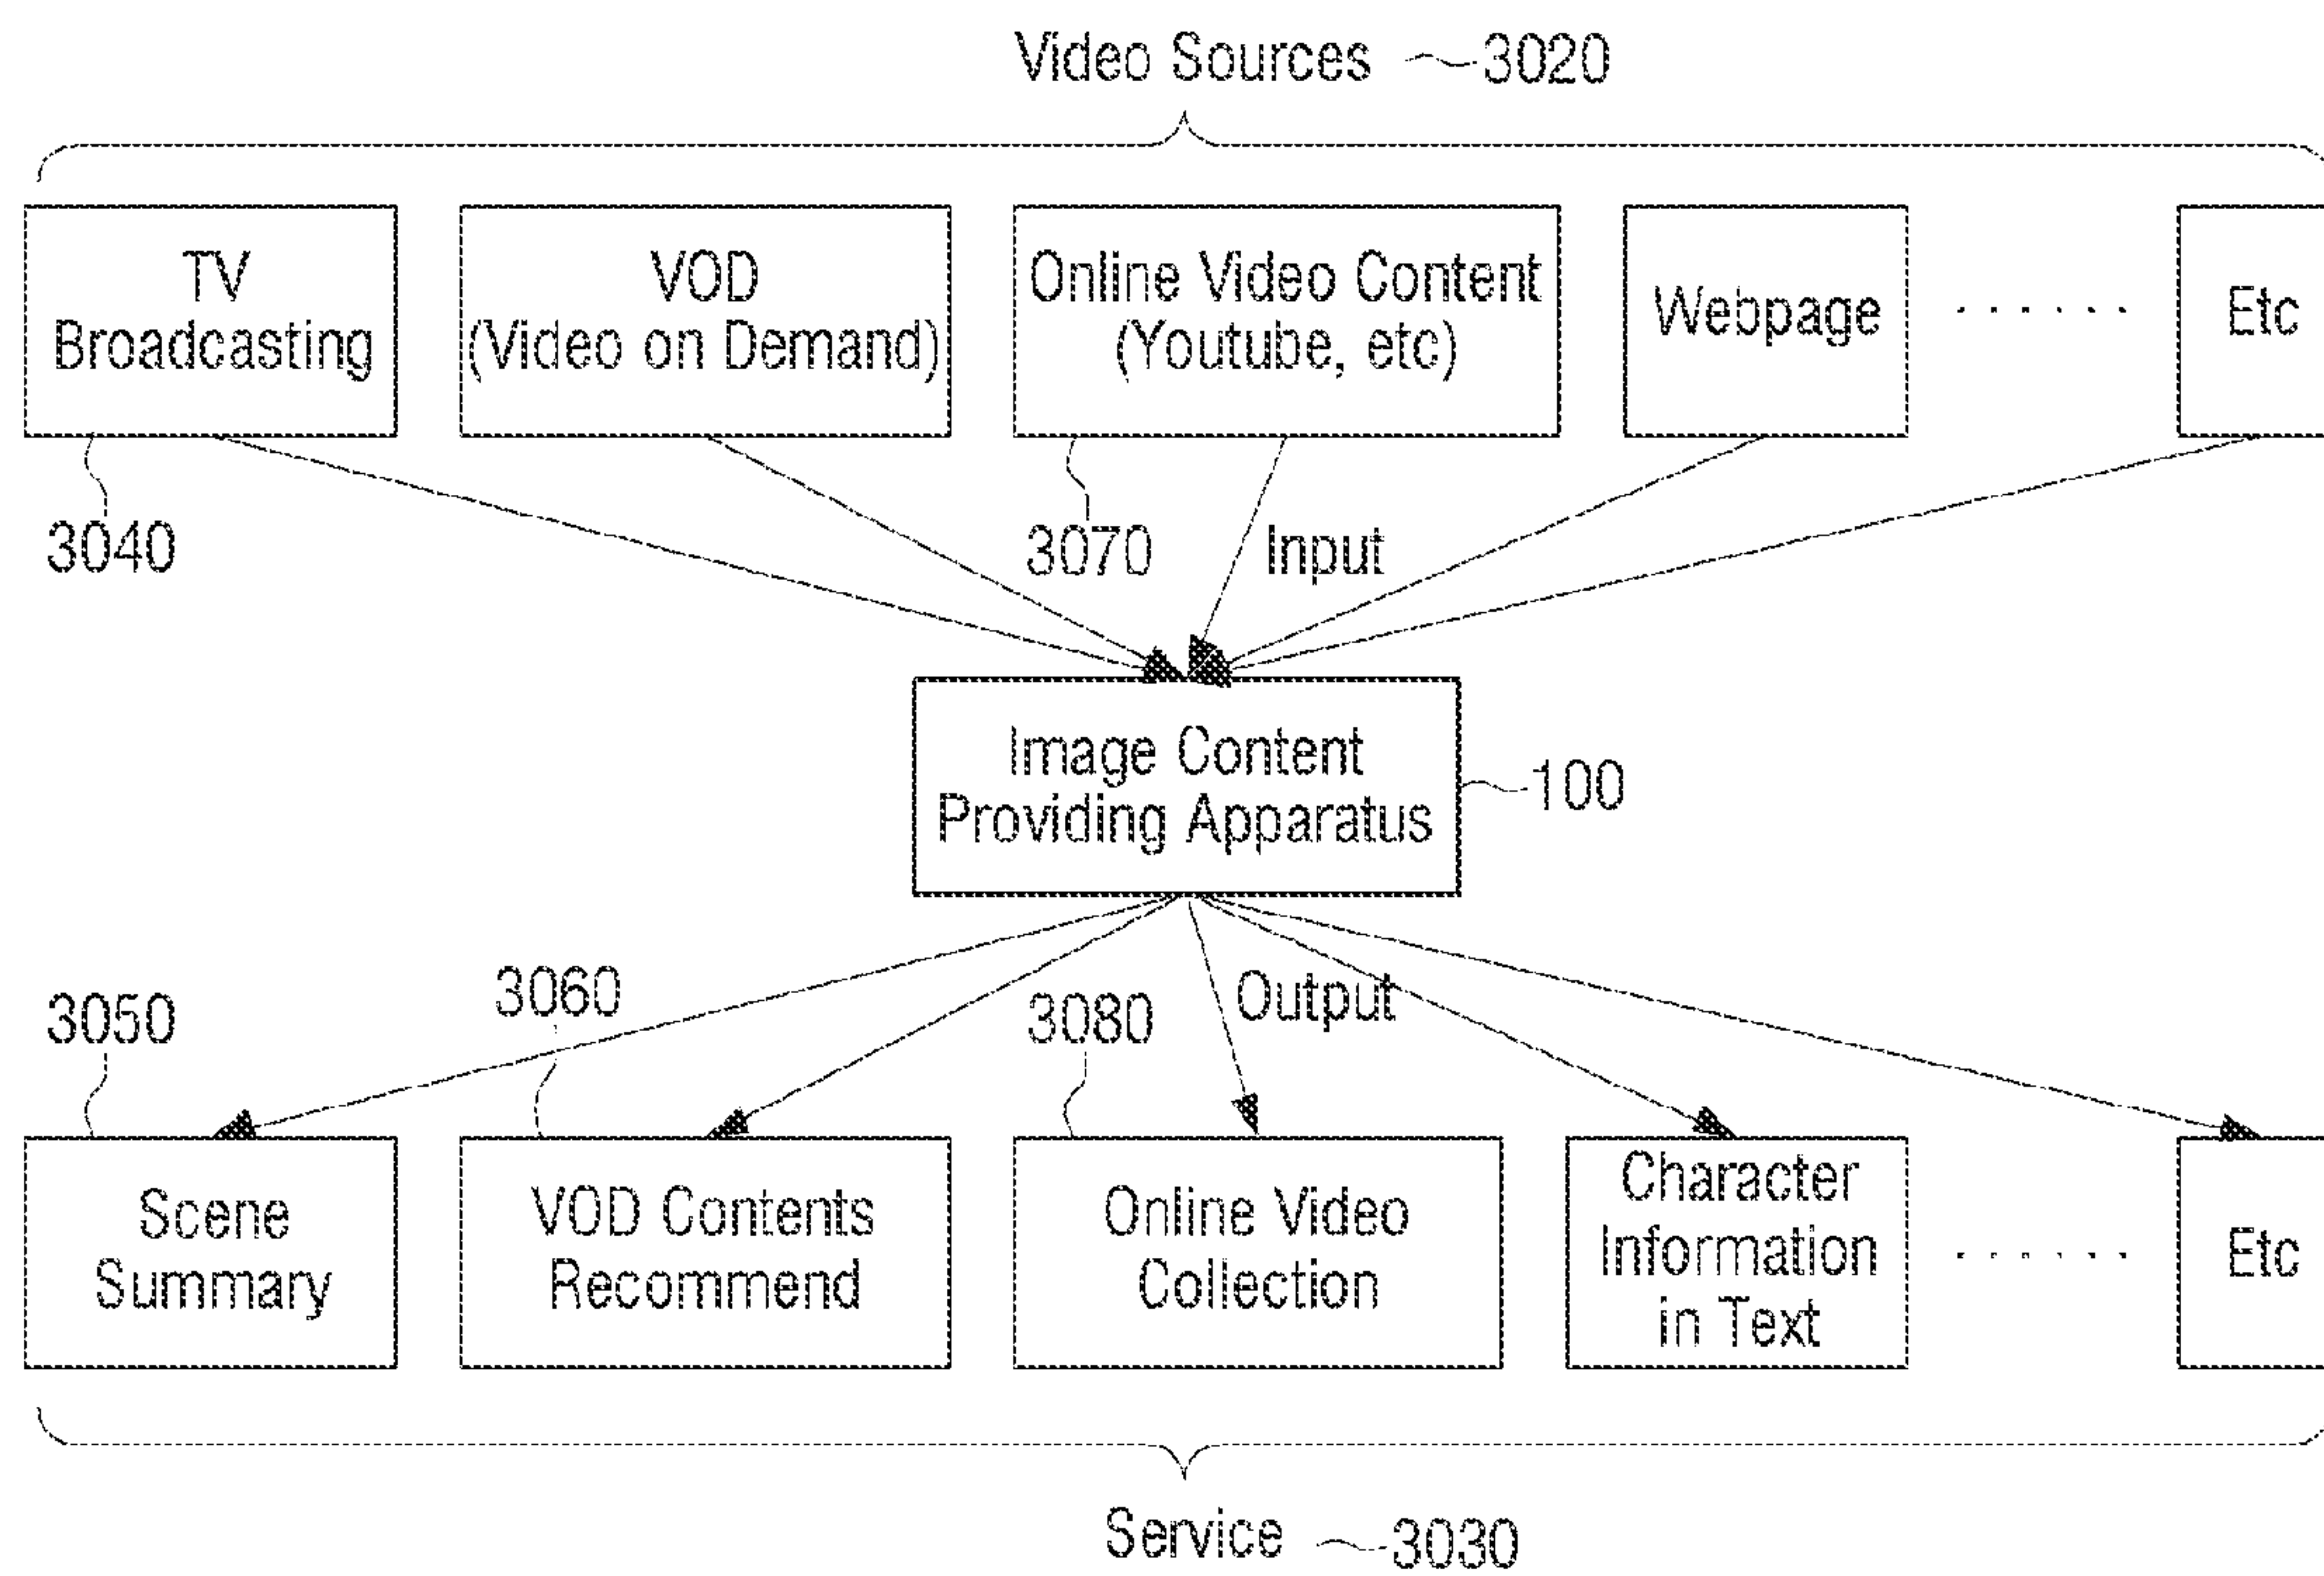 Video Sources 3020
TV
Broadcasting
VOD
(Video on Demand)
Online Video Content
(Youtube, etc)
Webpage
......
Etc
3040
3070
Input
Image Content
Providing Apparatus
100
3050
3060
3080
Output
Scene
Summary
VOD Contents
Recommend
Online Video
Collection
Character
Information
in Text
......
Etc
Service 3030